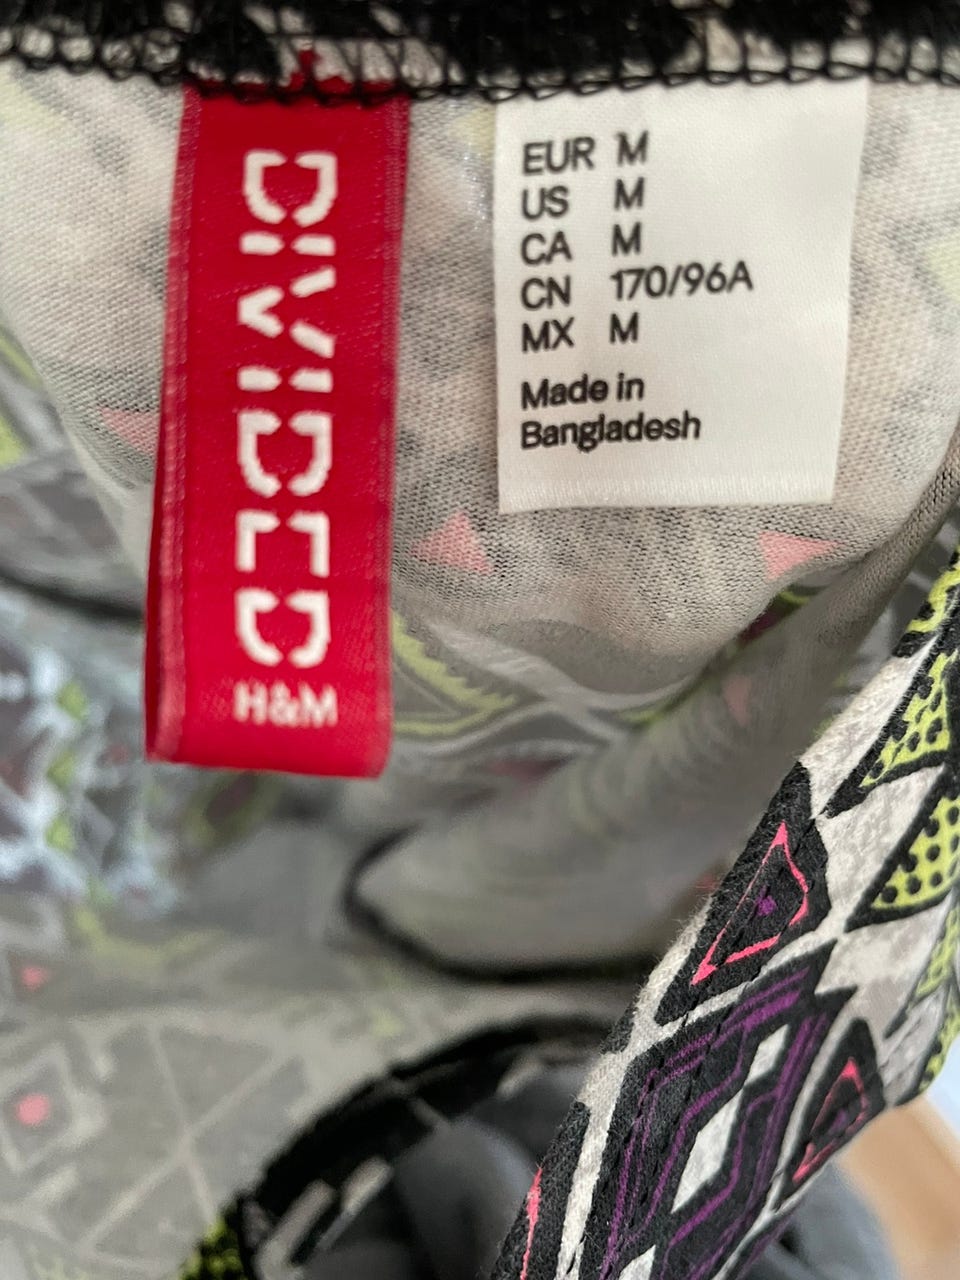 DIVIDED
H&M
EUR M
US M
CA M
CN 170/96A
MX M
Made in
Bangladesh